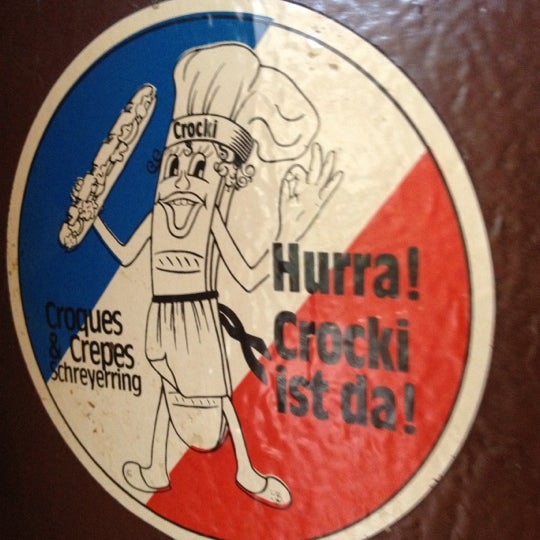 Crocki
Hurra!
Crocki
ist da!
Croques
& Crepes
Schreyerring